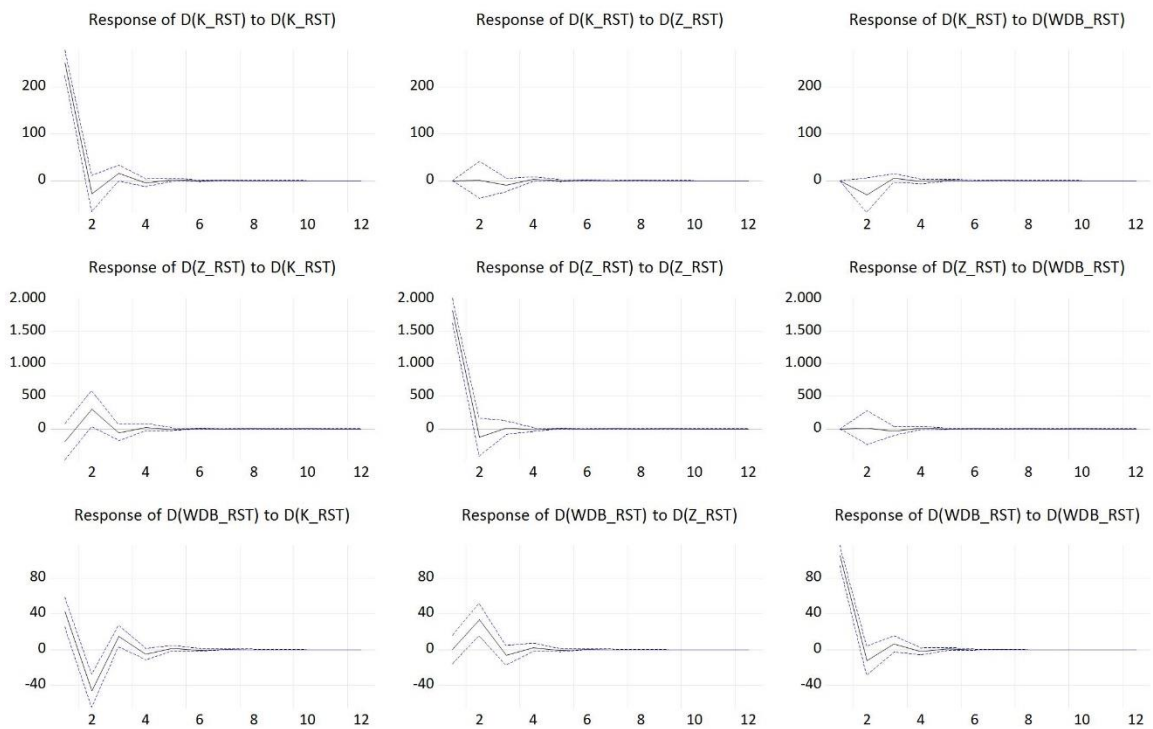 Response of D(K_RST) to D(K_RST)
200
100
0
2 4 6 8 10 12
Response of D(K_RST) to D(Z_RST)
200
100
0
2 4 6 8 10 12
Response of D(K_RST) to D(WDB_RST)
200
100
0
2 4 6 8 10 12
Response of D(Z_RST) to D(K_RST)
2.000
1.500
1.000
500
0
2 4 6 8 10 12
Response of D(Z_RST) to D(Z_RST)
2.000
1.500
1.000
500
0
2 4 6 8 10 12
Response of D(Z_RST) to D(WDB_RST)
2.000
1.500
1.000
500
0
2 4 6 8 10 12
Response of D(WDB_RST) to D(K_RST)
80
40
0
-40
2 4 6 8 10 12
Response of D(WDB_RST) to D(Z_RST)
80
40
0
-40
2 4 6 8 10 12
Response of D(WDB_RST) to D(WDB_RST)
80
40
0
-40
2 4 6 8 10 12